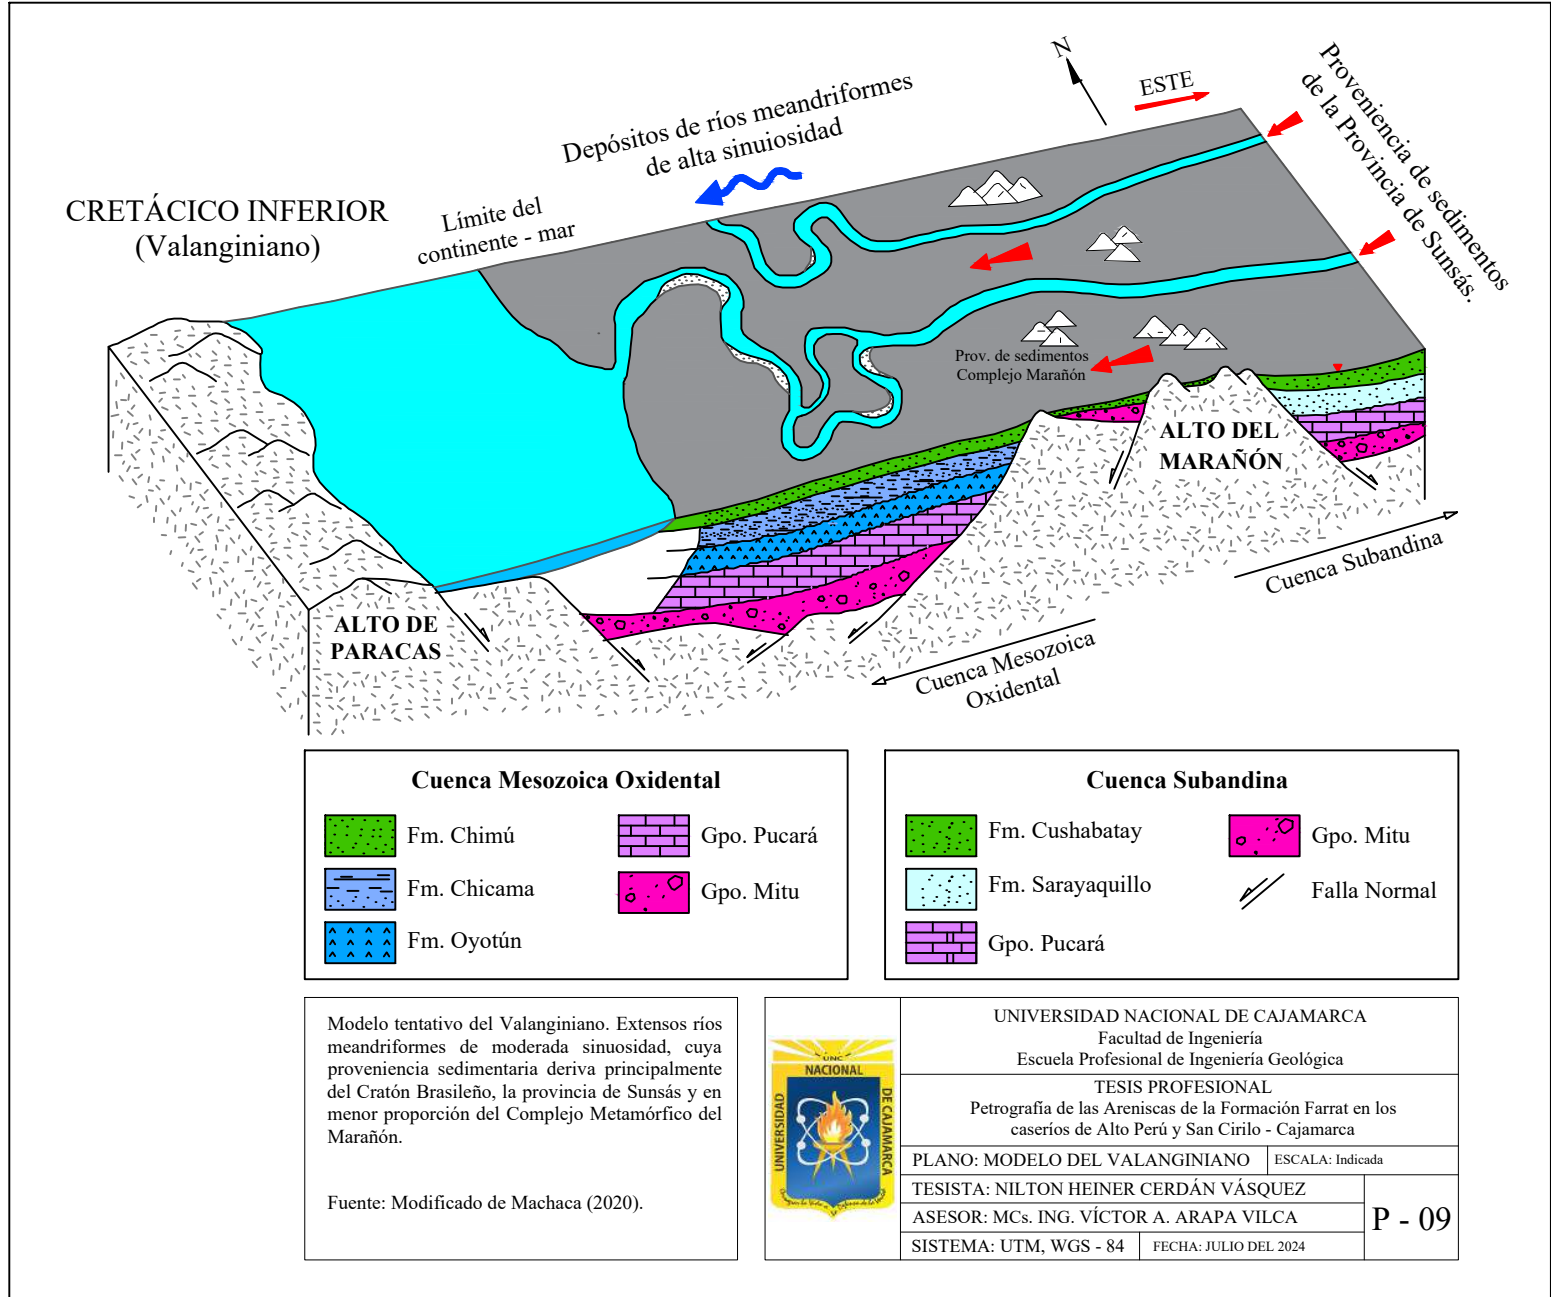 N
ESTE
Proveniencia de sedimentos
de la Provincia de Sunsás.
Depósitos de ríos meandriformes
de alta sinuiosidad
CRETÁCICO INFERIOR
(Valanginiano)
Límite del
continente - mar
Prov. de sedimentos
Complejo Marañón
ALTO DEL
MARAÑÓN
ALTO DE
PARACAS
Cuenca Subandina
Cuenca Mesozoica
Oxidental
Cuenca Mesozoica Oxidental
Fm. Chimú
Fm. Chicama
Fm. Oyotún
Gpo. Pucará
Gpo. Mitu
Cuenca Subandina
Fm. Cushabatay
Fm. Sarayaquillo
Gpo. Pucará
Gpo. Mitu
Falla Normal
Modelo tentativo del Valanginiano. Extensos ríos
meandriformes de moderada sinuosidad, cuya
proveniencia sedimentaria deriva principalmente
del Cratón Brasileño, la provincia de Sunsás y en
menor proporción del Complejo Metamórfico del
Marañón.
Fuente: Modificado de Machaca (2020).
UNC
NACIONAL
UNIVERSIDAD
DE CAJAMARCA
UNIVERSIDAD NACIONAL DE CAJAMARCA
Facultad de Ingeniería
Escuela Profesional de Ingeniería Geológica
TESIS PROFESIONAL
Petrografía de las Areniscas de la Formación Farrat en los
caseríos de Alto Perú y San Cirilo - Cajamarca
PLANO: MODELO DEL VALANGINIANO
ESCALA: Indicada
TESISTA: NILTON HEINER CERDÁN VÁSQUEZ
ASESOR: MCs. ING. VÍCTOR A. ARAPA VILCA
SISTEMA: UTM, WGS - 84
FECHA: JULIO DEL 2024
P - 09